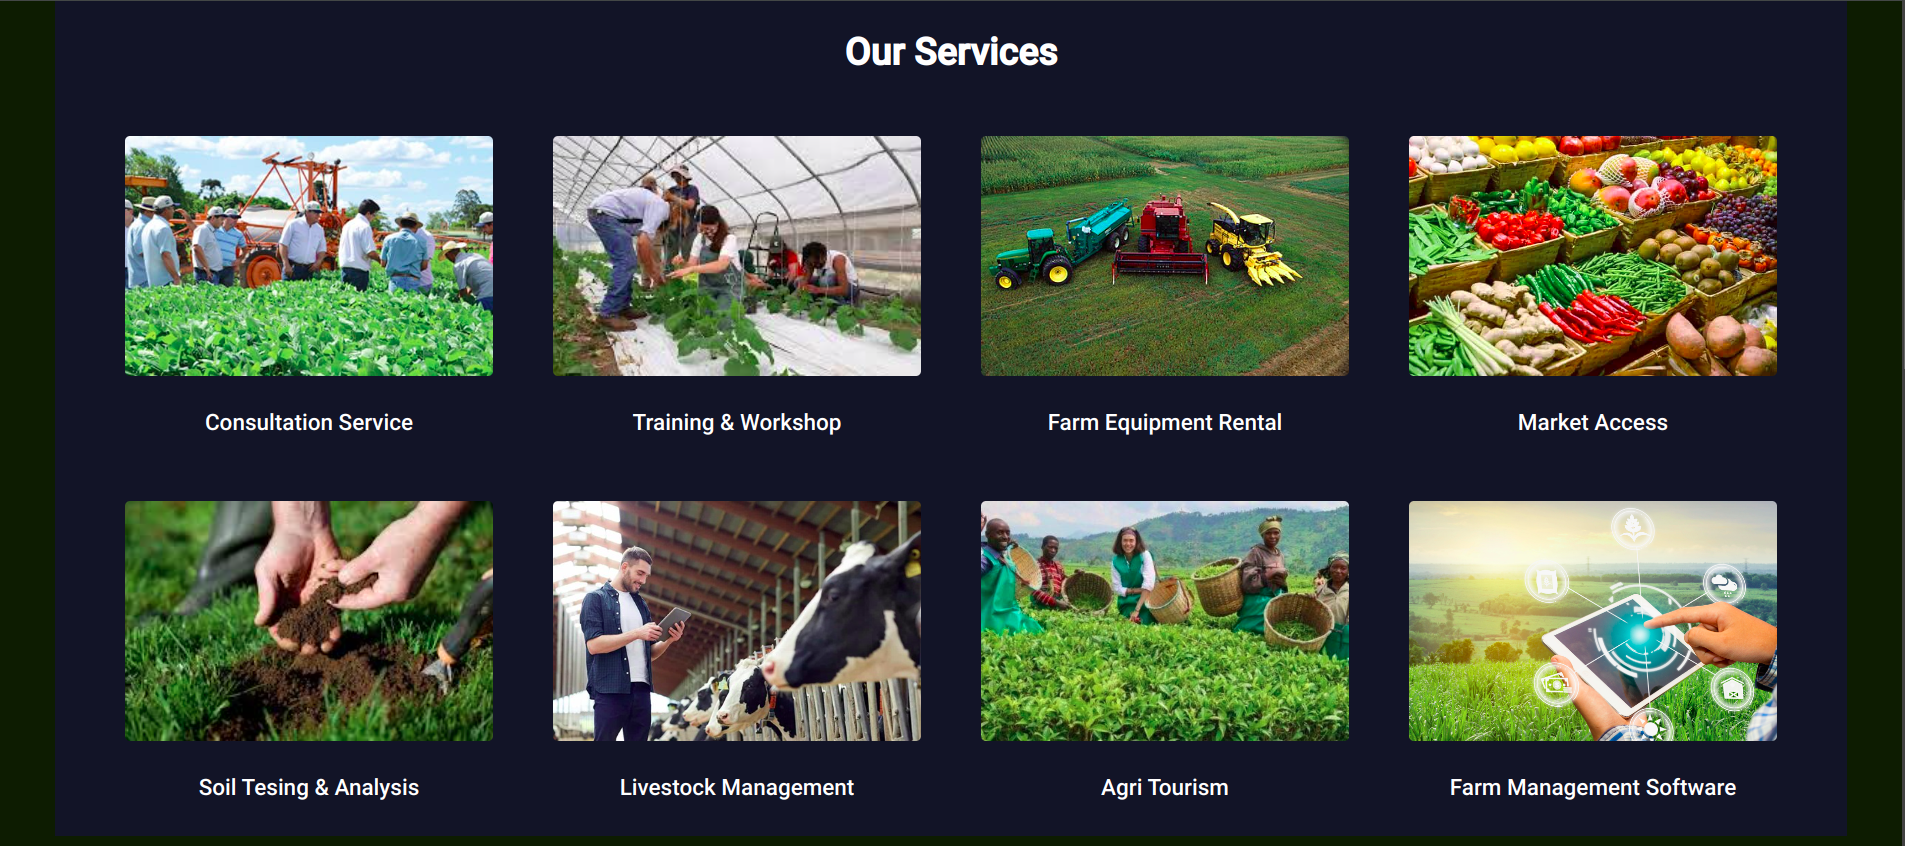 Our Services
Consultation Service
Training & Workshop
Farm Equipment Rental
Market Access
Soil Tesing & Analysis
Livestock Management
Agri Tourism
Farm Management Software